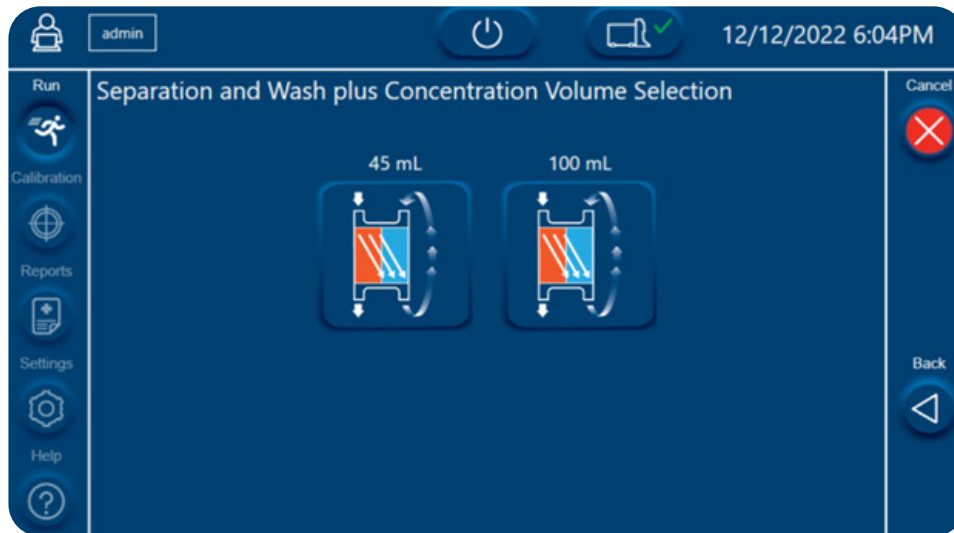 admin
12/12/2022 6:04PM
Run
Calibration
Reports
Settings
Help
Separation and Wash plus Concentration Volume Selection
45 mL
100 mL
Cancel
Back